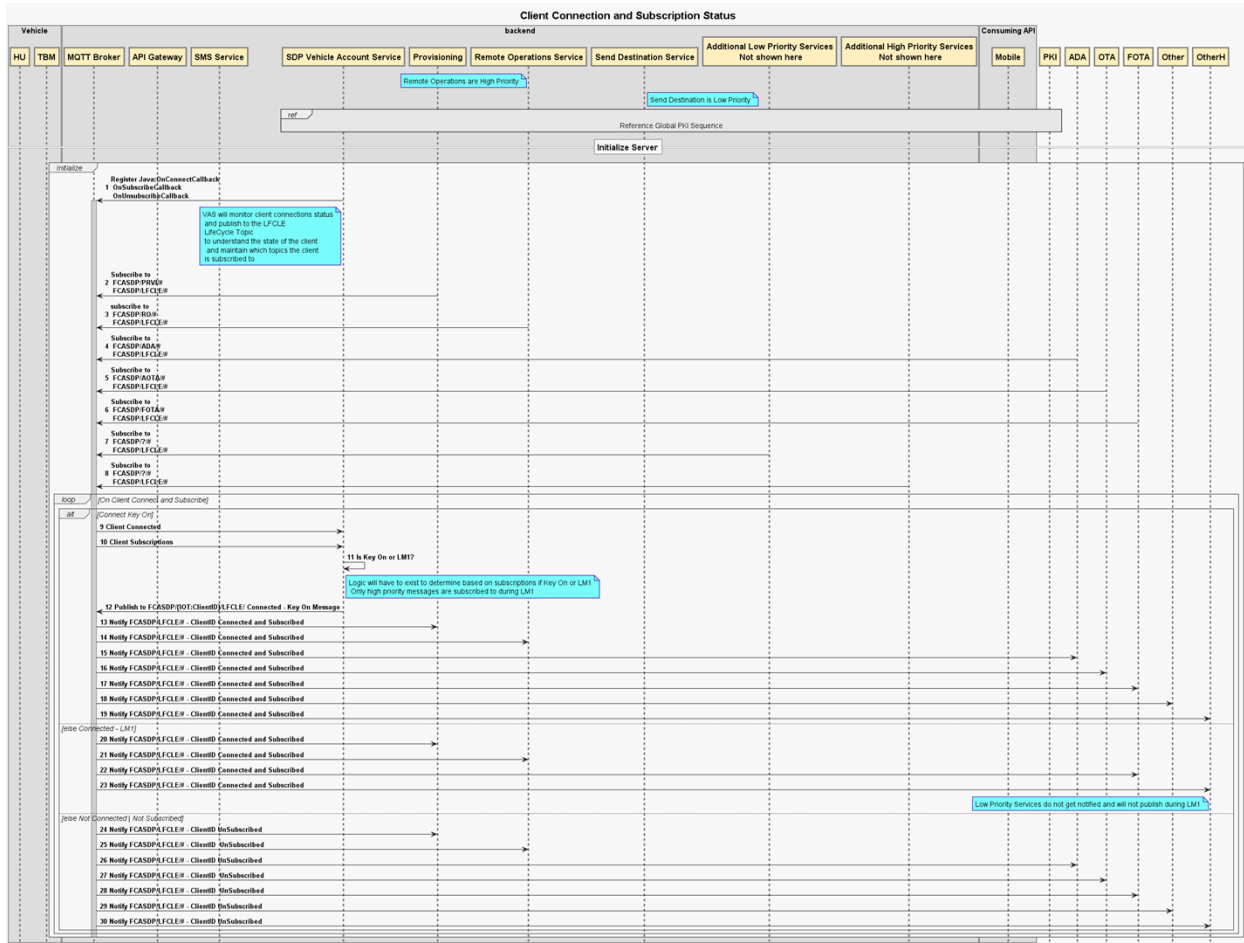 Client Connection and Subscription Status
Vehicle
backend
Consuming API
HU
TBM
MQTT Broker
API Gateway
SMS Service
SDP Vehicle Account Service
Provisioning
Remote Operations Service
Send Destination Service
Additional Low Priority Services
Not shown here
Additional High Priority Services
Not shown here
Mobile
PKI
ADA
OTA
FOTA
Other
OtherH
Remote Operations are High Priority
Send Destination is Low Priority
ref
Reference Global PKI Sequence
Initialize Server
Initialize
Register Java:OnConnectCallback
1 OnSubscribeCallback
OnUnsubscribeCallback
VAS will monitor client connections status
and publish to the LFCLE
LifeCycle Topic
to understand the state of the client
and maintain which topics the client
is subscribed to
Subscribe to
2 FCASDP/PRVI/#
FCASDP/LFCLE/#
subscribe to
3 FCASDP/RO/#
FCASDP/LFCLE/#
Subscribe to
4 FCASDP/ADA/#
FCASDP/LFCLE/#
Subscribe to
5 FCASDP/AOTA/#
FCASDP/LFCLE/#
Subscribe to
6 FCASDP/FOTA/#
FCASDP/LFCLE/#
Subscribe to
7 FCASDP/?/#
FCASDP/LFCLE/#
Subscribe to
8 FCASDP/?/#
FCASDP/LFCLE/#
loop [On Client Connect and Subscribe]
alt [Connect Key On]
9 Client Connected
10 Client Subscriptions
11 Is Key On or LM1?
Logic will have to exist to determine based on subscriptions if Key On or LM1
Only high priority messages are subscribed to during LM1
12 Publish to FCASDP/{IOT:ClientID}/LFCLE/ Connected - Key On Message
13 Notify FCASDP/LFCLE/# - ClientID Connected and Subscribed
14 Notify FCASDP/LFCLE/# - ClientID Connected and Subscribed
15 Notify FCASDP/LFCLE/# - ClientID Connected and Subscribed
16 Notify FCASDP/LFCLE/# - ClientID Connected and Subscribed
17 Notify FCASDP/LFCLE/# - ClientID Connected and Subscribed
18 Notify FCASDP/LFCLE/# - ClientID Connected and Subscribed
19 Notify FCASDP/LFCLE/# - ClientID Connected and Subscribed
[else Connected - LM1]
20 Notify FCASDP/LFCLE/# - ClientID Connected and Subscribed
21 Notify FCASDP/LFCLE/# - ClientID Connected and Subscribed
22 Notify FCASDP/LFCLE/# - ClientID Connected and Subscribed
23 Notify FCASDP/LFCLE/# - ClientID Connected and Subscribed
Low Priority Services do not get notified and will not publish during LM1
[else Not Connected | Not Subscribed]
24 Notify FCASDP/LFCLE/# - ClientID UnSubscribed
25 Notify FCASDP/LFCLE/# - ClientID UnSubscribed
26 Notify FCASDP/LFCLE/# - ClientID UnSubscribed
27 Notify FCASDP/LFCLE/# - ClientID UnSubscribed
28 Notify FCASDP/LFCLE/# - ClientID UnSubscribed
29 Notify FCASDP/LFCLE/# - ClientID UnSubscribed
30 Notify FCASDP/LFCLE/# - ClientID UnSubscribed